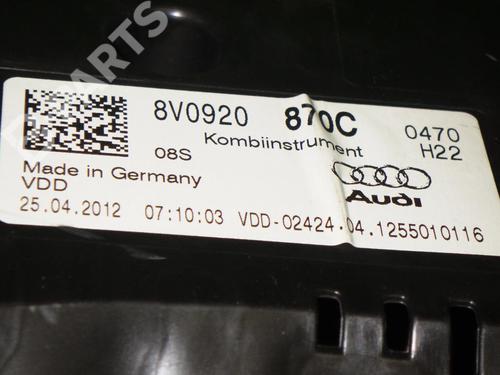 8V0920 870C 0470
Kombiinstrument H22
08S
Made in Germany
VDD
AUDI
25.04.2012 07:10:03 VDD-02424.04.1255010116
PARTS